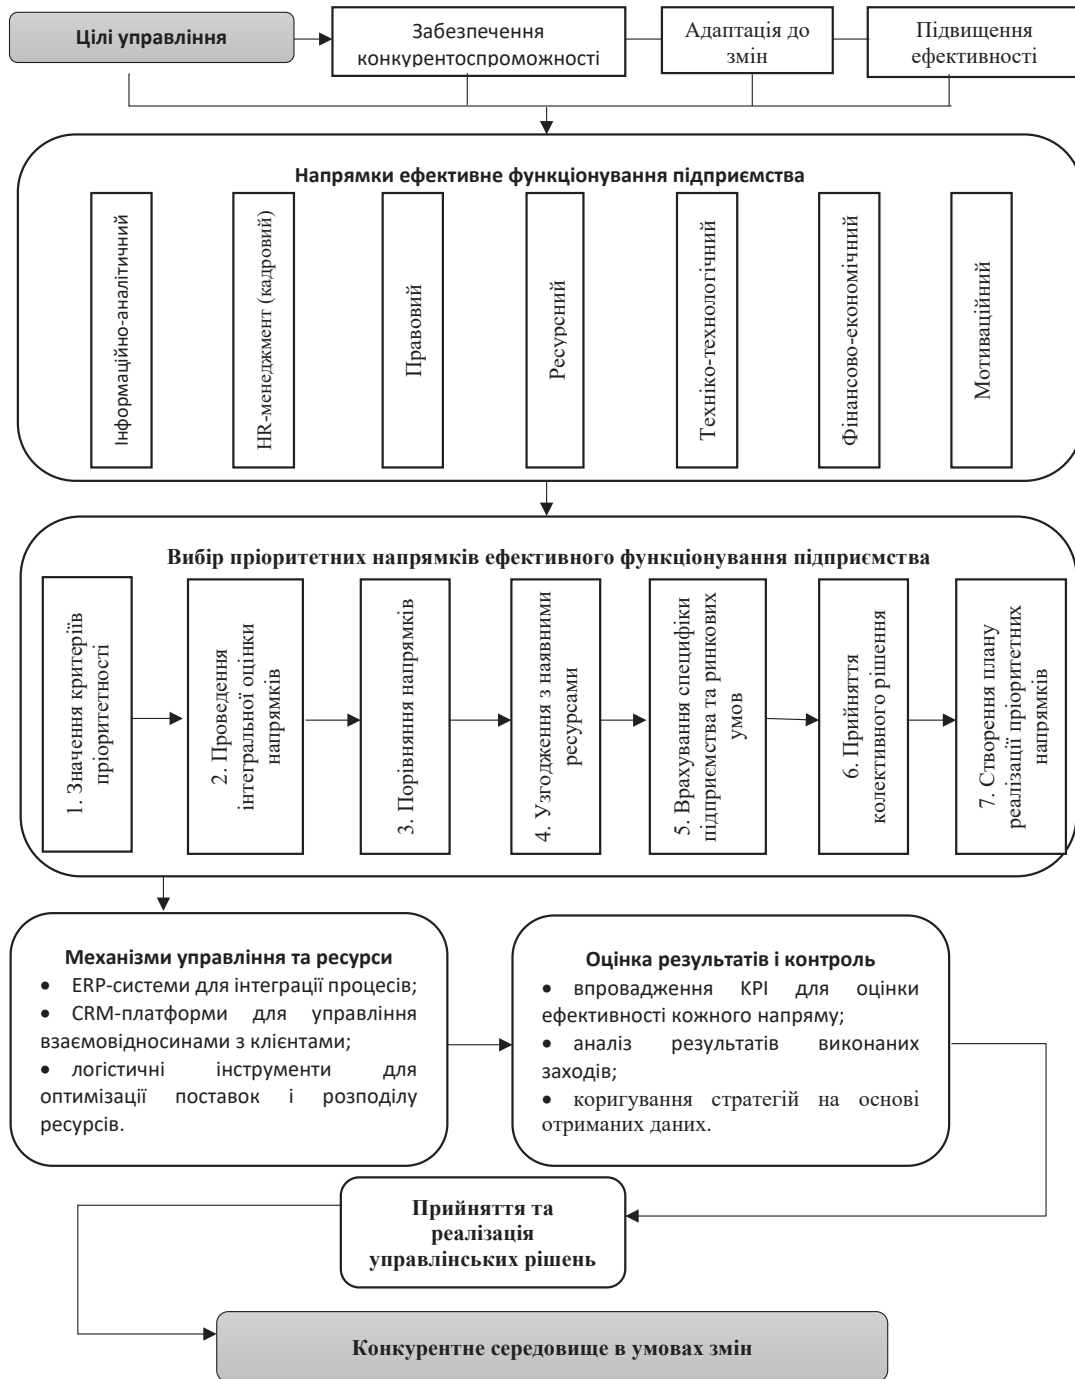 Цілі управління
Забезпечення
конкурентоспроможності
Адаптація до
змін
Підвищення
ефективності
Напрямки ефективне функціонування підприємства
Інформаційно-аналітичний
HR-менеджмент (кадровий)
Правовий
Ресурсний
Техніко-технологічний
Фінансово-економічний
Мотиваційний
Вибір пріоритетних напрямків ефективного функціонування підприємства
1. Значення критеріїв
пріоритетності
2. Проведення
інтегральної оцінки
напрямків
3. Порівняння напрямків
4. Узгодження з наявними
ресурсами
5. Врахування специфіки
підприємства та ринкових
умов
6. Прийняття
колективного рішення
7. Створення плану
реалізації пріоритетних
напрямків
Механізми управління та ресурси
• ERP-системи для інтеграції процесів;
• CRM-платформи для управління
взаємовідносинами з клієнтами;
• логістичні інструменти для
оптимізації поставок і розподілу
ресурсів.
Оцінка результатів і контроль
• впровадження KPI для оцінки
ефективності кожного напряму;
• аналіз результатів виконаних
заходів;
• коригування стратегій на основі
отриманих даних.
Прийняття та
реалізація
управлінських рішень
Конкурентне середовище в умовах змін